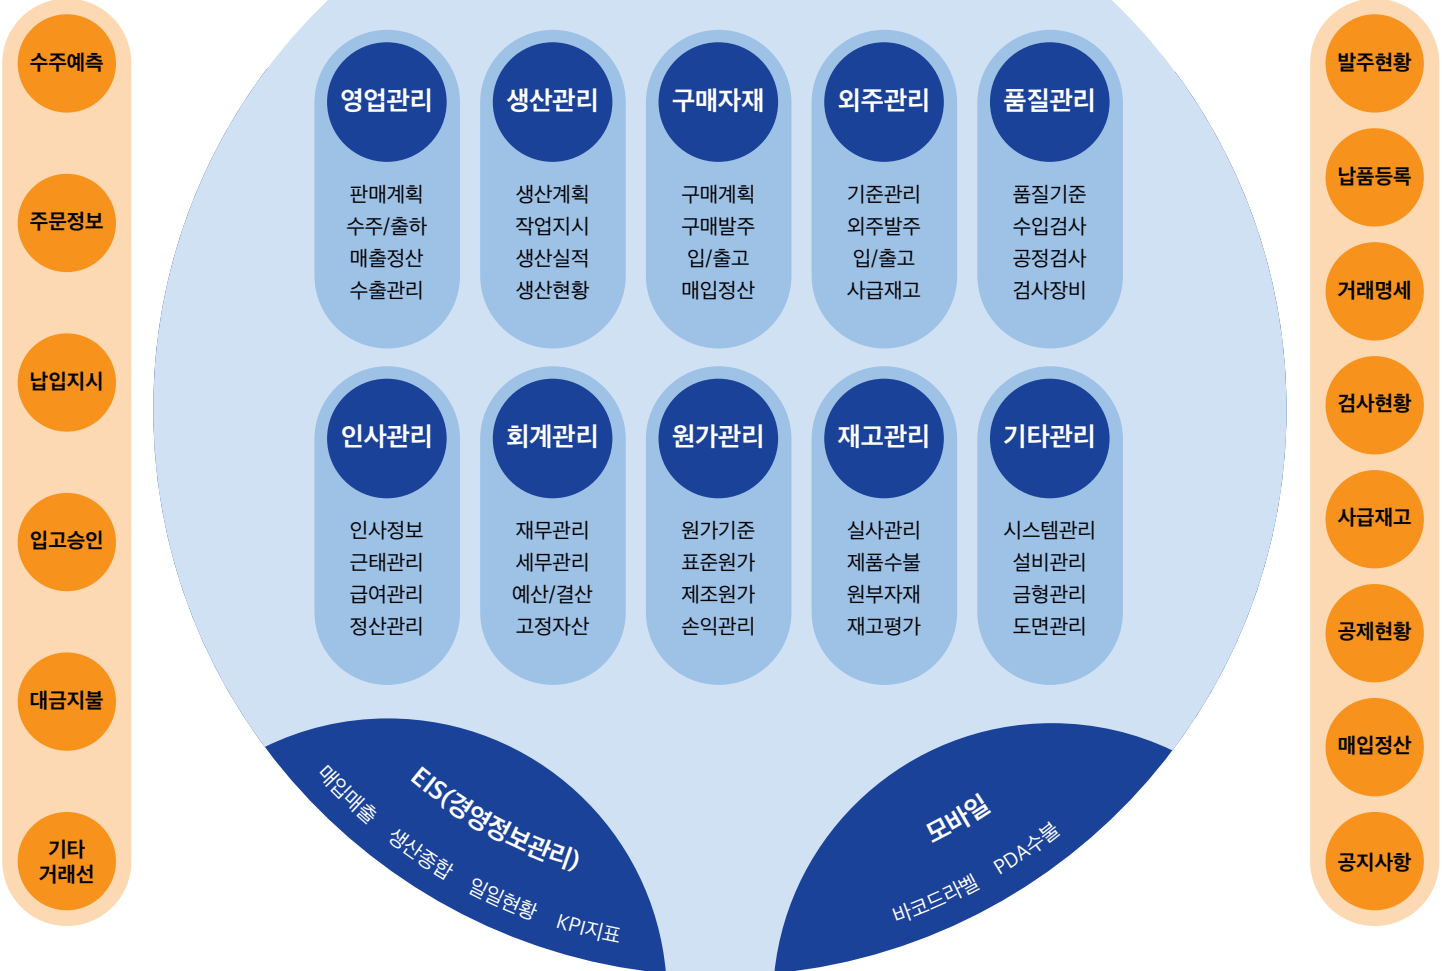 수주예측
주문정보
납입지시
입고승인
대금지불
기타
거래선
영업관리
판매계획
수주/출하
매출정산
수출관리
생산관리
생산계획
작업지시
생산실적
생산현황
구매자재
구매계획
구매발주
입/출고
매입정산
외주관리
기준관리
외주발주
입/출고
사급재고
품질관리
품질기준
수입검사
공정검사
검사장비
인사관리
인사정보
근태관리
급여관리
정산관리
회계관리
재무관리
세무관리
예산/결산
고정자산
원가관리
원가기준
표준원가
제조원가
손익관리
재고관리
실사관리
제품수불
원부자재
재고평가
기타관리
시스템관리
설비관리
금형관리
도면관리
EIS(경영정보관리)
매입매출 생산종합 일일현황 KPI지표
모바일
바코드라벨 PDA수불
발주현황
납품등록
거래명세
검사현황
사급재고
공제현황
매입정산
공지사항